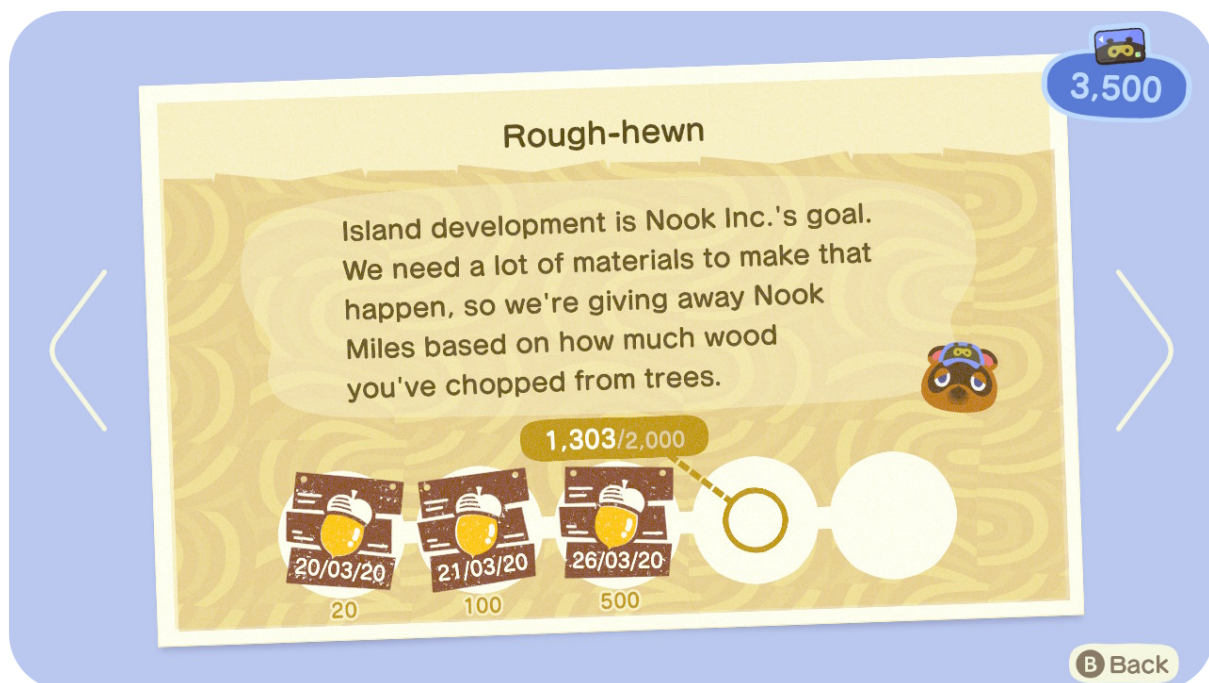 3,500
Rough-hewn
Island development is Nook Inc.'s goal.
We need a lot of materials to make that
happen, so we're giving away Nook
Miles based on how much wood
you've chopped from trees.
1,303/2,000
20/03/20
21/03/20
26/03/20
20
100
500
B Back